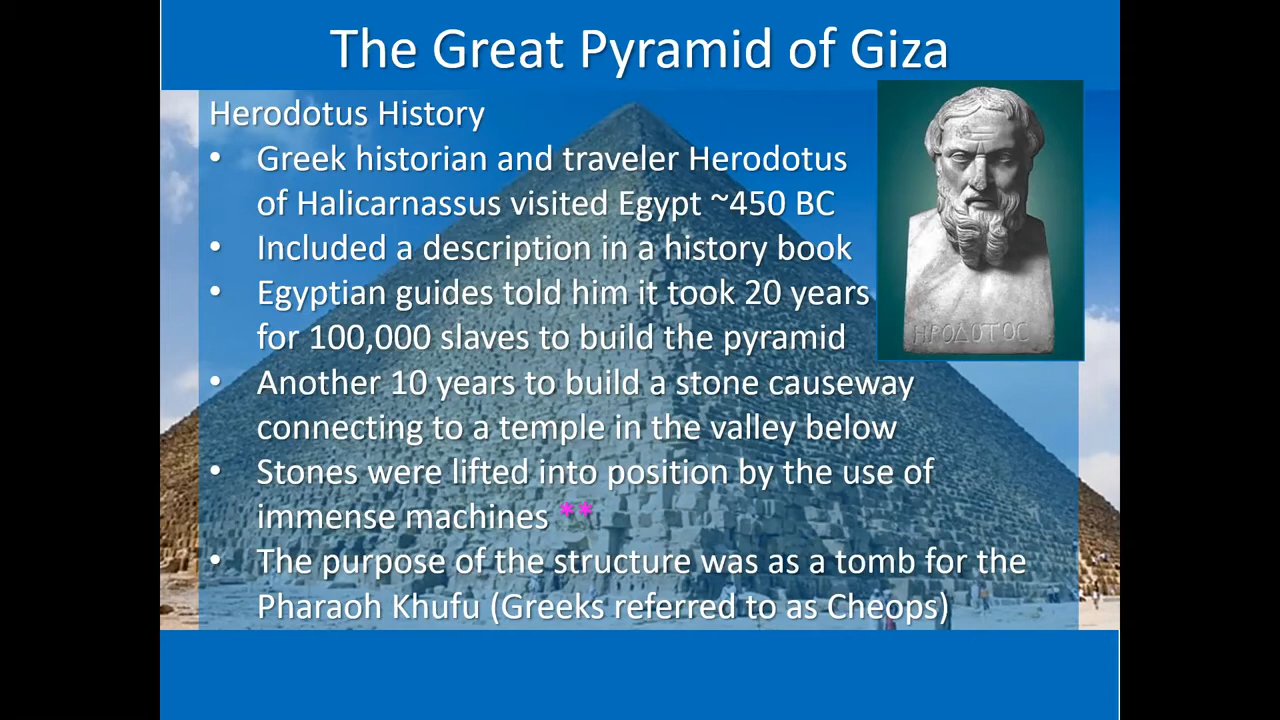 The Great Pyramid of Giza
Herodotus History
• Greek historian and traveler Herodotus
of Halicarnassus visited Egypt ~450 BC
• Included a description in a history book
• Egyptian guides told him it took 20 years
for 100,000 slaves to build the pyramid
• Another 10 years to build a stone causeway
connecting to a temple in the valley below
• Stones were lifted into position by the use of
immense machines **
• The purpose of the structure was as a tomb for the
Pharaoh Khufu (Greeks referred to as Cheops)
ΗΡΟΔΟΤΟΣ